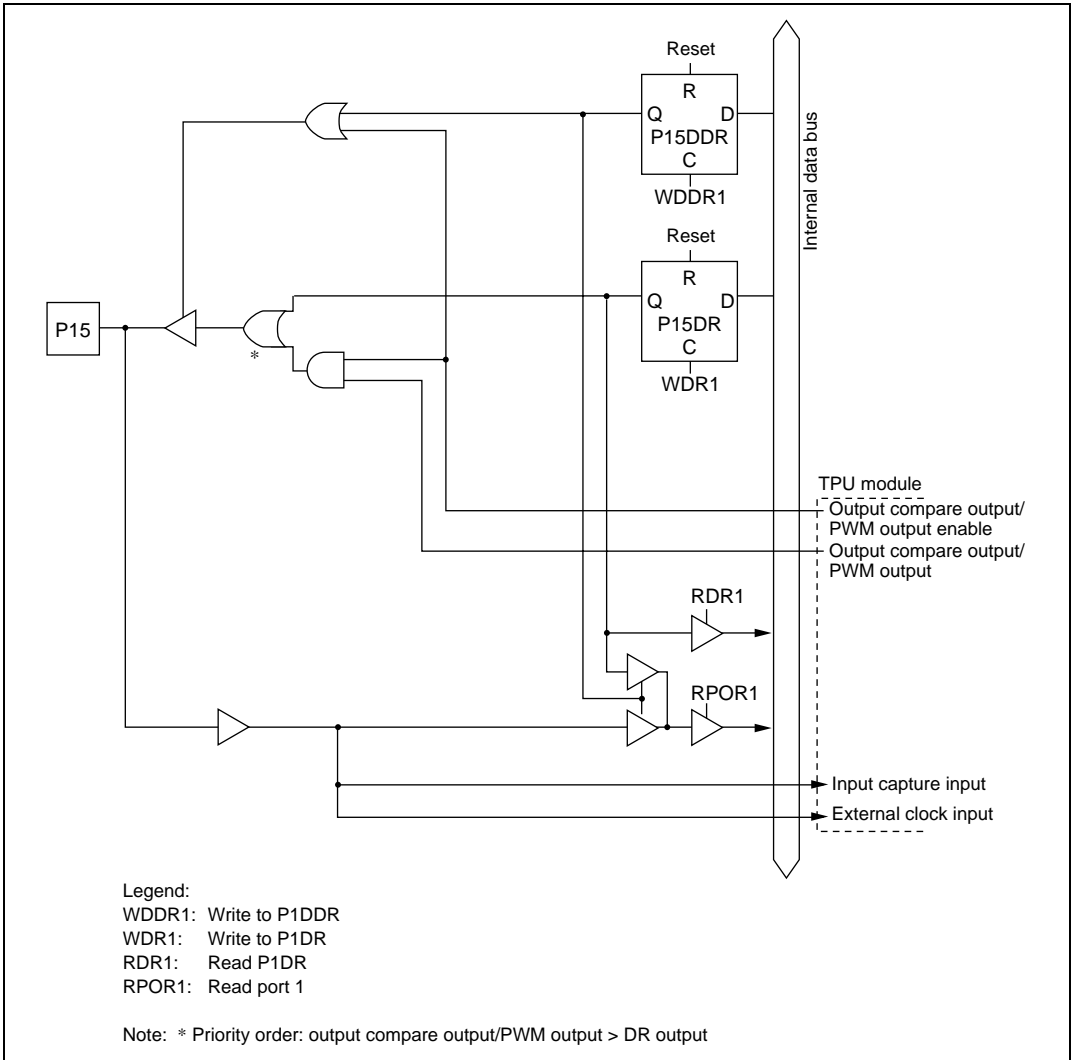 Reset
R
Q D
P15DDR
C
WDDR1
Internal data bus
Reset
R
Q D
P15DR
C
WDR1
P15
*
TPU module
Output compare output/
PWM output enable
Output compare output/
PWM output
RDR1
RPOR1
Input capture input
External clock input
Legend:
WDDR1: Write to P1DDR
WDR1: Write to P1DR
RDR1: Read P1DR
RPOR1: Read port 1
Note: * Priority order: output compare output/PWM output > DR output